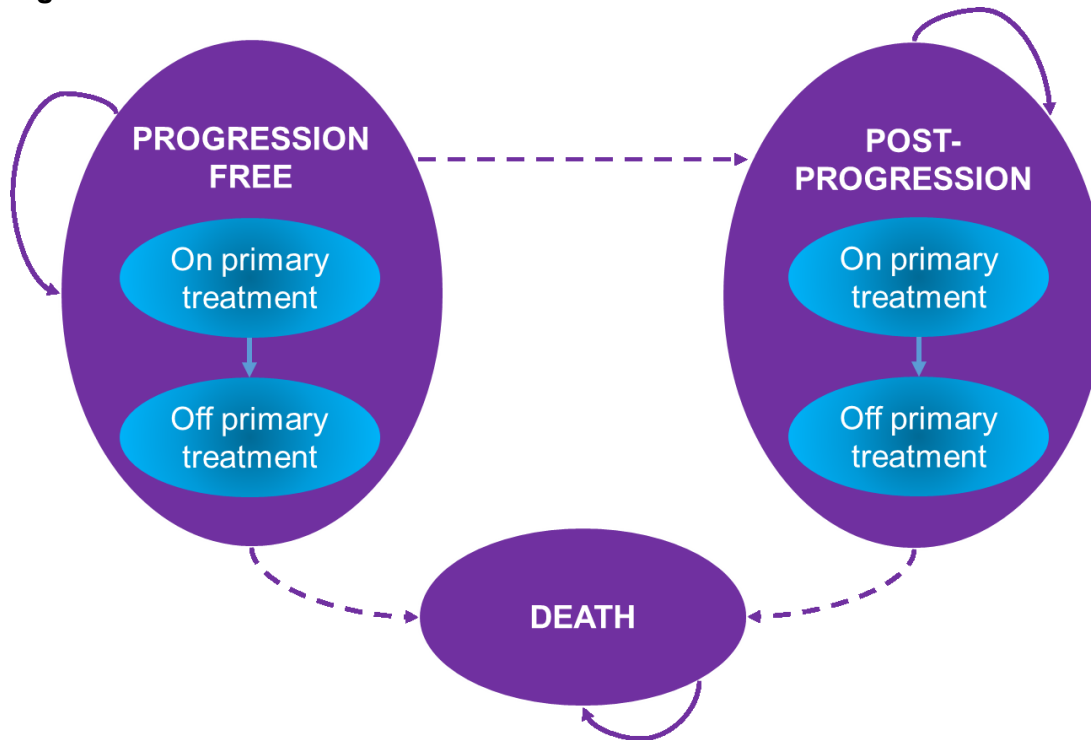 PROGRESSION
FREE
On primary
treatment
Off primary
treatment
POST-
PROGRESSION
On primary
treatment
Off primary
treatment
DEATH